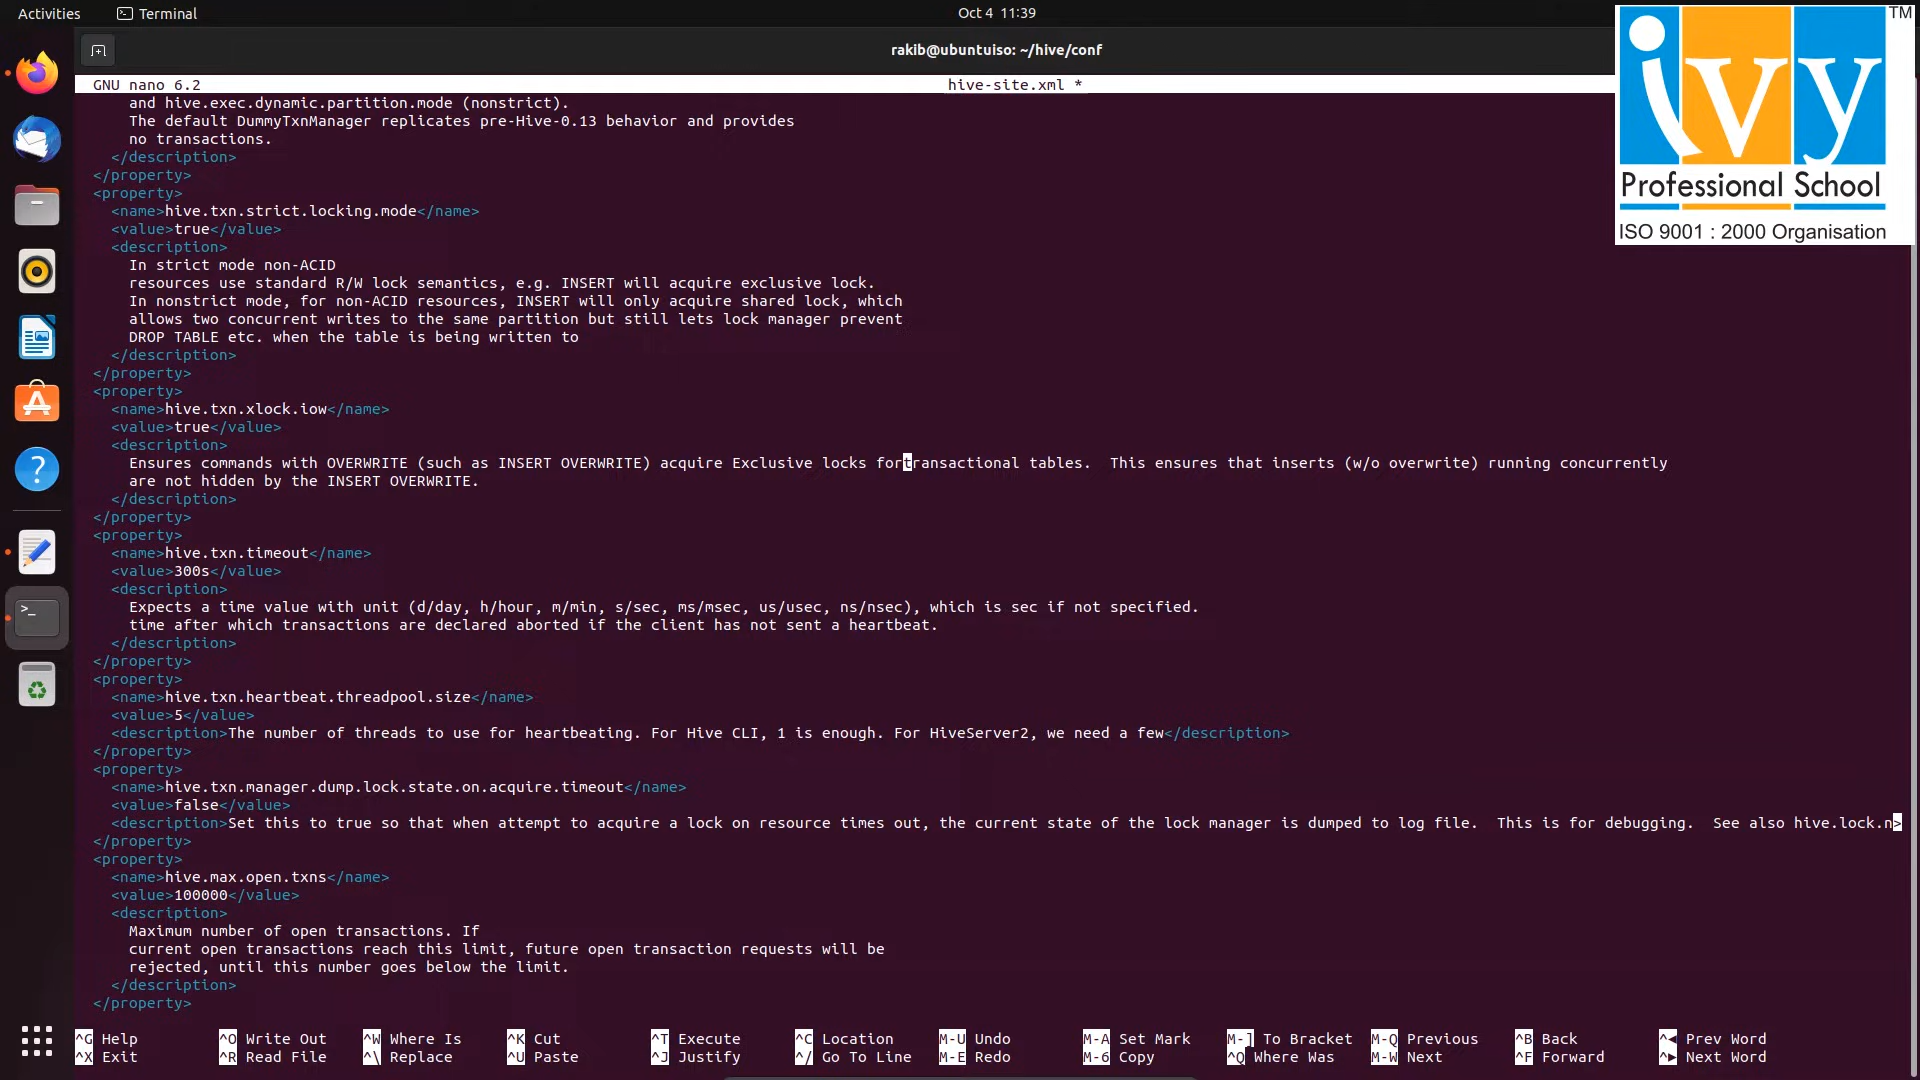 Activities
Terminal
Oct 4 11:39
rakib@ubuntuiso: ~/hive/conf
ivy
TM
Professional School
ISO 9001 : 2000 Organisation
GNU nano 6.2
hive-site.xml *
and hive.exec.dynamic.partition.mode (nonstrict).
The default DummyTxnManager replicates pre-Hive-0.13 behavior and provides
no transactions.
</description>
</property>
<property>
<name>hive.txn.strict.locking.mode</name>
<value>true</value>
<description>
In strict mode non-ACID
resources use standard R/W lock semantics, e.g. INSERT will acquire exclusive lock.
In nonstrict mode, for non-ACID resources, INSERT will only acquire shared lock, which
allows two concurrent writes to the same partition but still lets lock manager prevent
DROP TABLE etc. when the table is being written to
</description>
</property>
<property>
<name>hive.txn.xlock.iow</name>
<value>true</value>
<description>
Ensures commands with OVERWRITE (such as INSERT OVERWRITE) acquire Exclusive locks fortransactional tables.  This ensures that inserts (w/o overwrite) running concurrently
are not hidden by the INSERT OVERWRITE.
</description>
</property>
<property>
<name>hive.txn.timeout</name>
<value>300s</value>
<description>
Expects a time value with unit (d/day, h/hour, m/min, s/sec, ms/msec, us/usec, ns/nsec), which is sec if not specified.
time after which transactions are declared aborted if the client has not sent a heartbeat.
</description>
</property>
<property>
<name>hive.txn.heartbeat.threadpool.size</name>
<value>5</value>
<description>The number of threads to use for heartbeating. For Hive CLI, 1 is enough. For HiveServer2, we need a few</description>
</property>
<property>
<name>hive.txn.manager.dump.lock.state.on.acquire.timeout</name>
<value>false</value>
<description>Set this to true so that when attempt to acquire a lock on resource times out, the current state of the lock manager is dumped to log file.  This is for debugging.  See also hive.lock.n>
</property>
<property>
<name>hive.max.open.txns</name>
<value>100000</value>
<description>
Maximum number of open transactions. If
current open transactions reach this limit, future open transaction requests will be
rejected, until this number goes below the limit.
</description>
</property>
^G Help ^O Write Out ^W Where Is ^K Cut ^T Execute ^C Location M-U Undo M-A Set Mark M-] To Bracket M-Q Previous ^B Back ^◀ Prev Word
^X Exit ^R Read File ^\ Replace ^U Paste ^J Justify ^/ Go To Line M-E Redo M-6 Copy ^Q Where Was M-W Next ^F Forward ^▶ Next Word